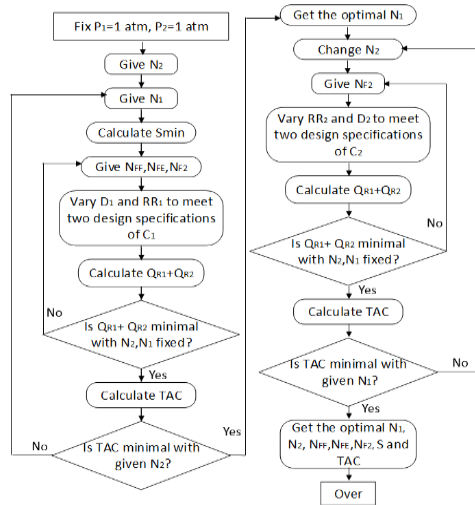 Fix P1=1 atm, P2=1 atm
Give N2
Give N1
Calculate Smin
Give NFF,NFE,NF2
Vary D1 and RR1 to meet
two design specifications
of C1
Calculate QR1+QR2
No
Is QR1+ QR2 minimal
with N2,N1 fixed?
Yes
Calculate TAC
No
Yes
Is TAC minimal with
given N2?
Get the optimal N1
Change N2
Give NF2
Vary RR2 and D2 to meet
two design specifications
of C2
Calculate QR1+QR2
No
Is QR1+ QR2 minimal
with N2,N1 fixed?
Yes
Calculate TAC
Is TAC minimal with
given N1?
No
Yes
Get the optimal N1,
N2, NFF,NFE,NF2, S and
TAC
Over